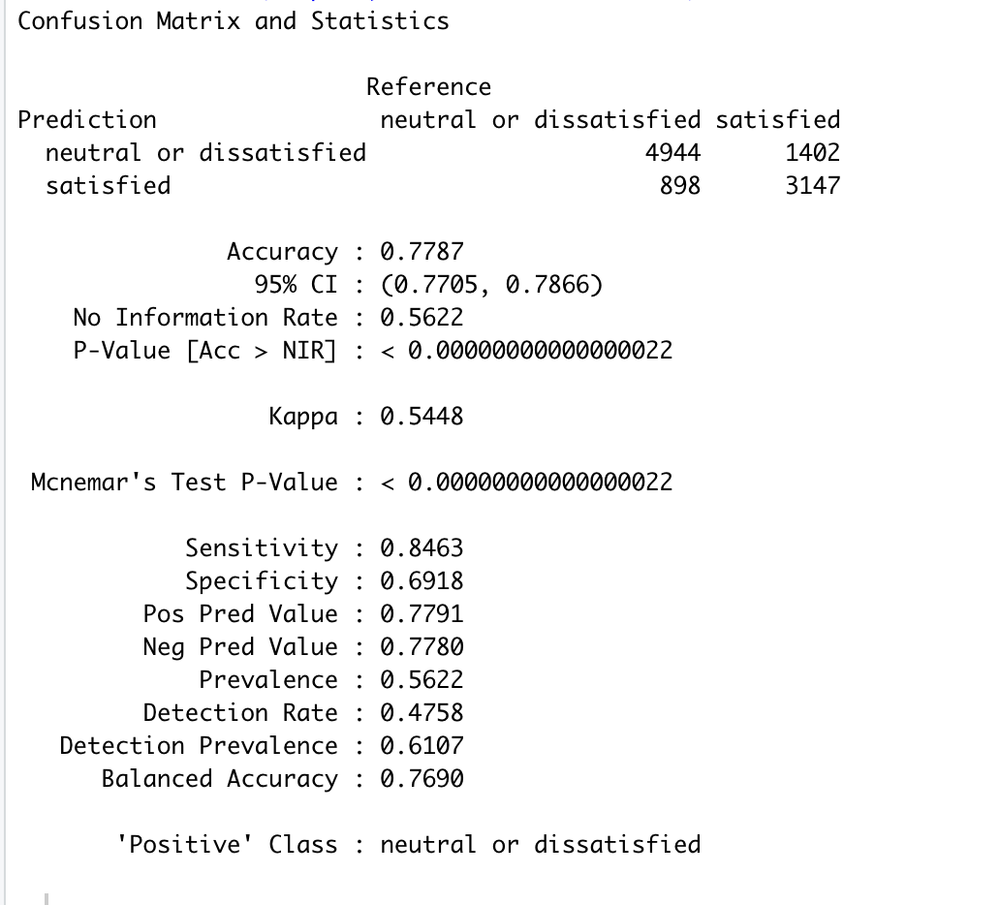 Confusion Matrix and Statistics
Reference
Prediction neutral or dissatisfied satisfied
neutral or dissatisfied 4944 1402
satisfied 898 3147
Accuracy : 0.7787
95% CI : (0.7705, 0.7866)
No Information Rate : 0.5622
P-Value [Acc > NIR] : < 0.00000000000000022
Kappa : 0.5448
Mcnemar's Test P-Value : < 0.00000000000000022
Sensitivity : 0.8463
Specificity : 0.6918
Pos Pred Value : 0.7791
Neg Pred Value : 0.7780
Prevalence : 0.5622
Detection Rate : 0.4758
Detection Prevalence : 0.6107
Balanced Accuracy : 0.7690
'Positive' Class : neutral or dissatisfied